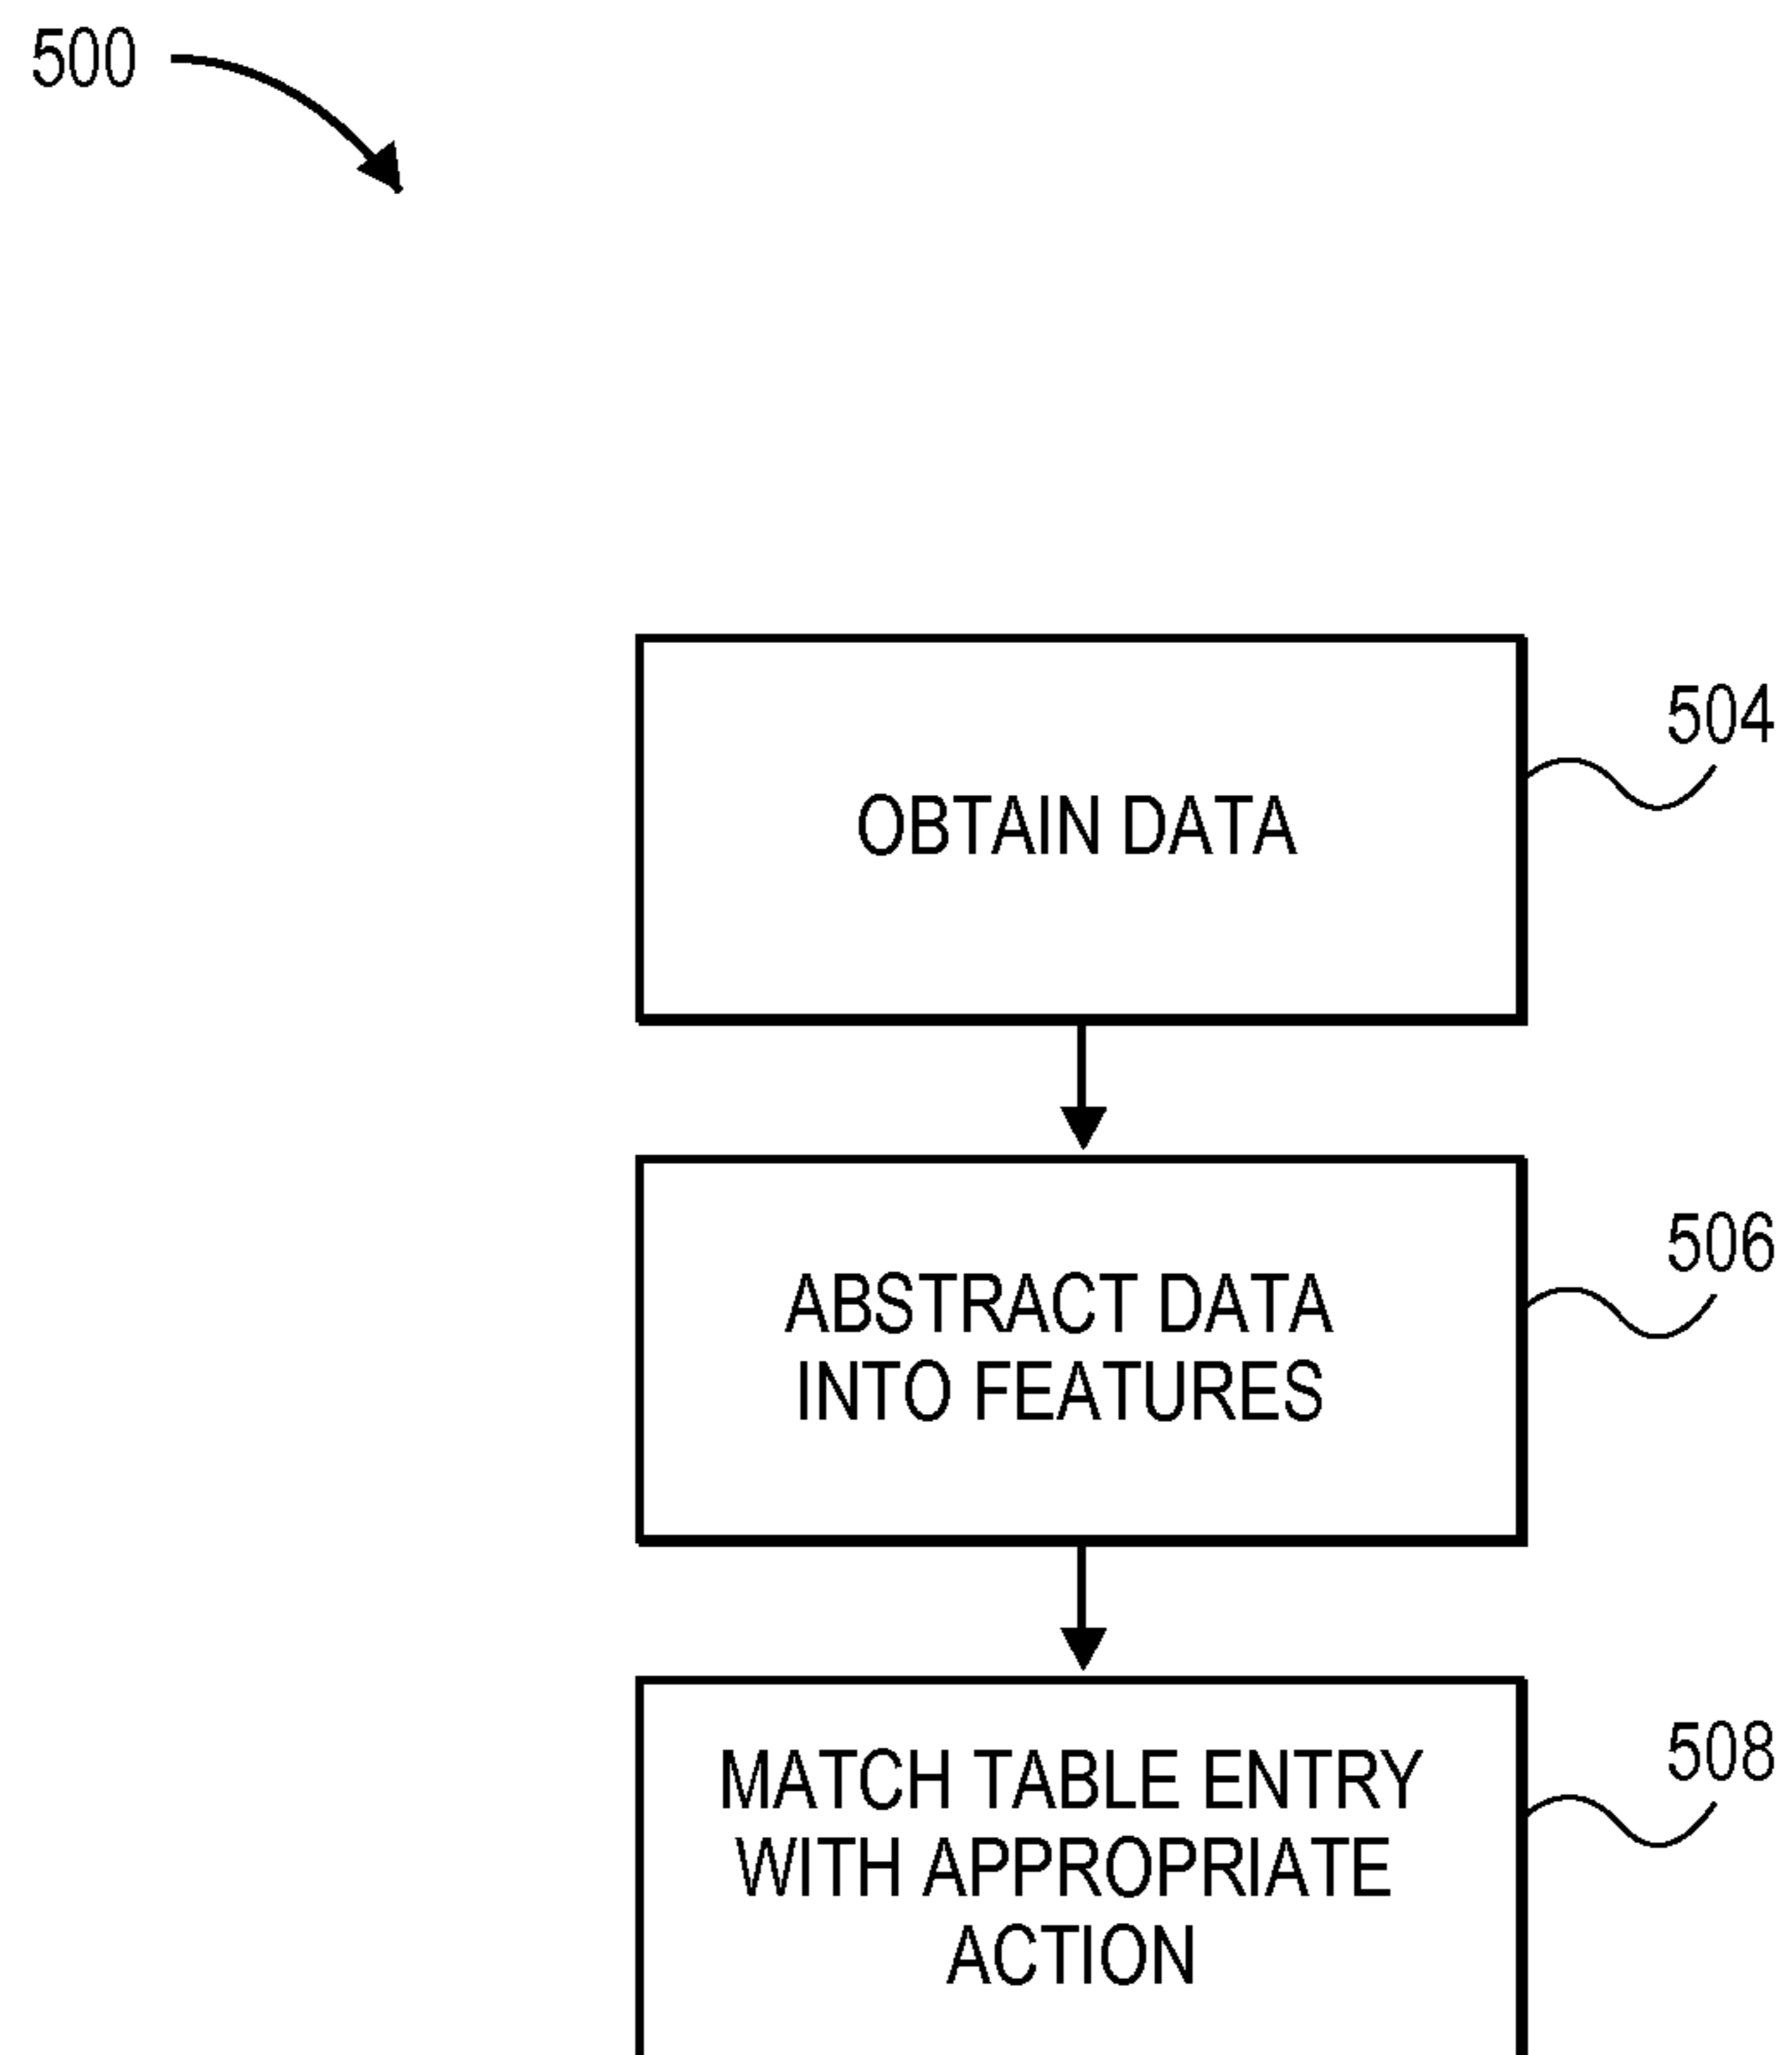 500
504
OBTAIN DATA
506
ABSTRACT DATA
INTO FEATURES
508
MATCH TABLE ENTRY
WITH APPROPRIATE
ACTION